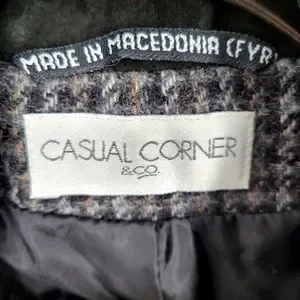 MADE IN MACEDONIA (FYR
CASUAL CORNER
&CO.